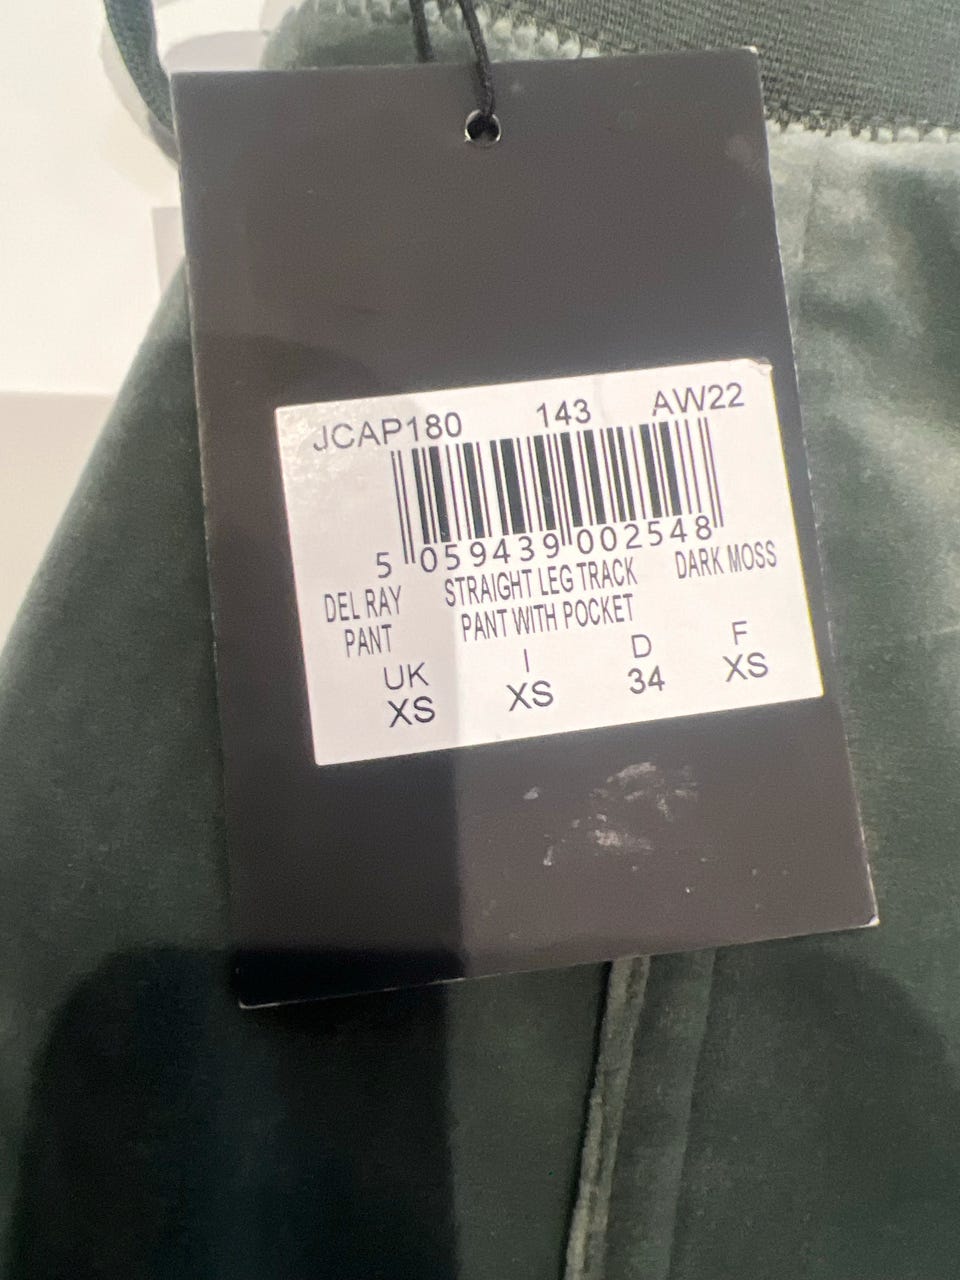 JCAP180 143 AW22
5 059439 002548
DEL RAY PANT
STRAIGHT LEG TRACK PANT WITH POCKET
DARK MOSS
UK I D F
XS XS 34 XS